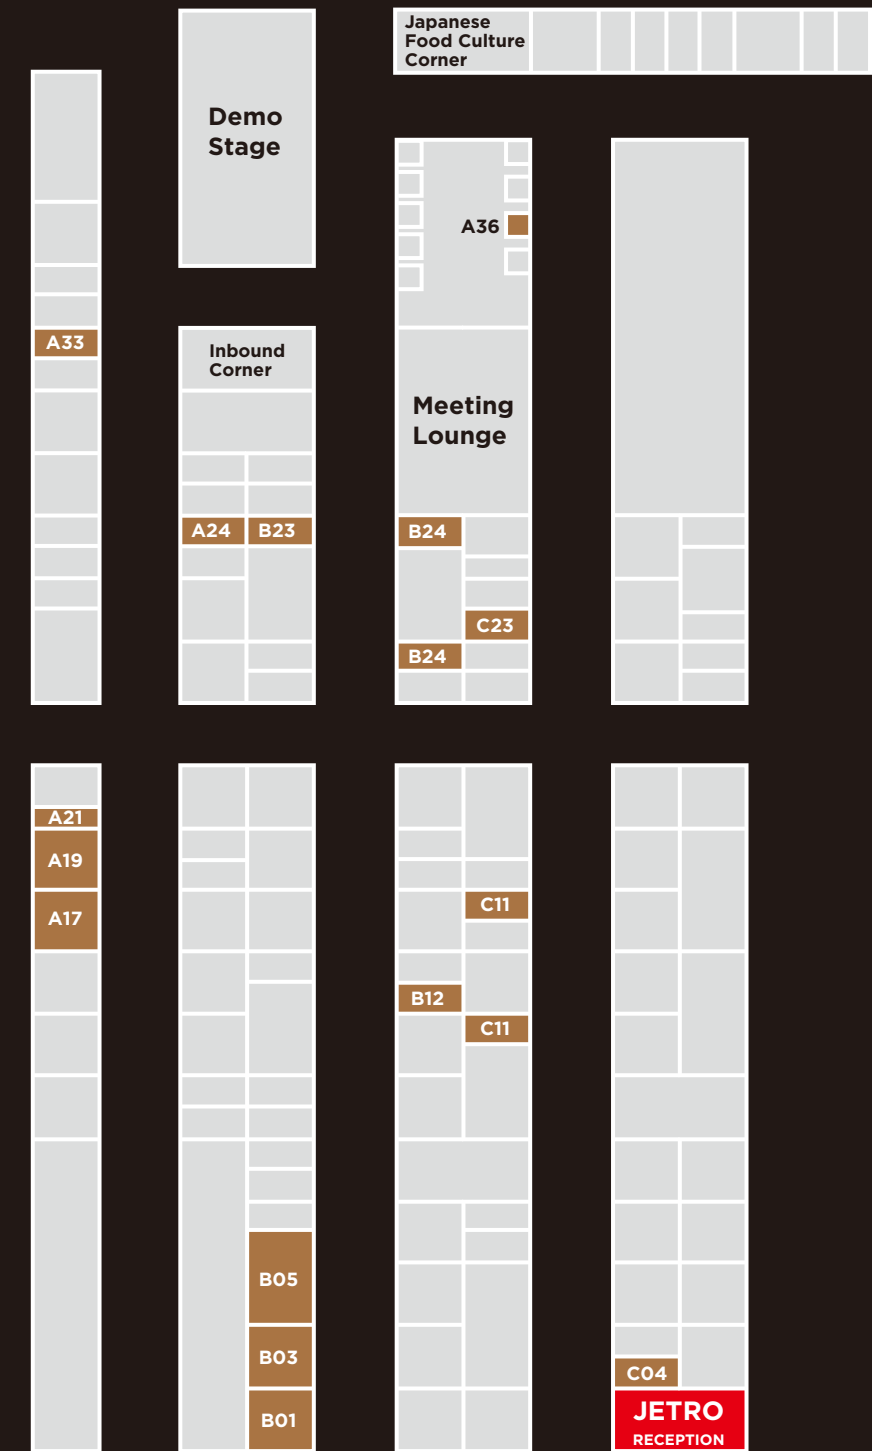 Japanese
Food Culture
Corner
Demo
Stage
A36
A33
Inbound
Corner
Meeting
Lounge
A24
B23
B24
C23
B24
A21
A19
A17
C11
B12
C11
B05
B03
B01
C04
JETRO
RECEPTION